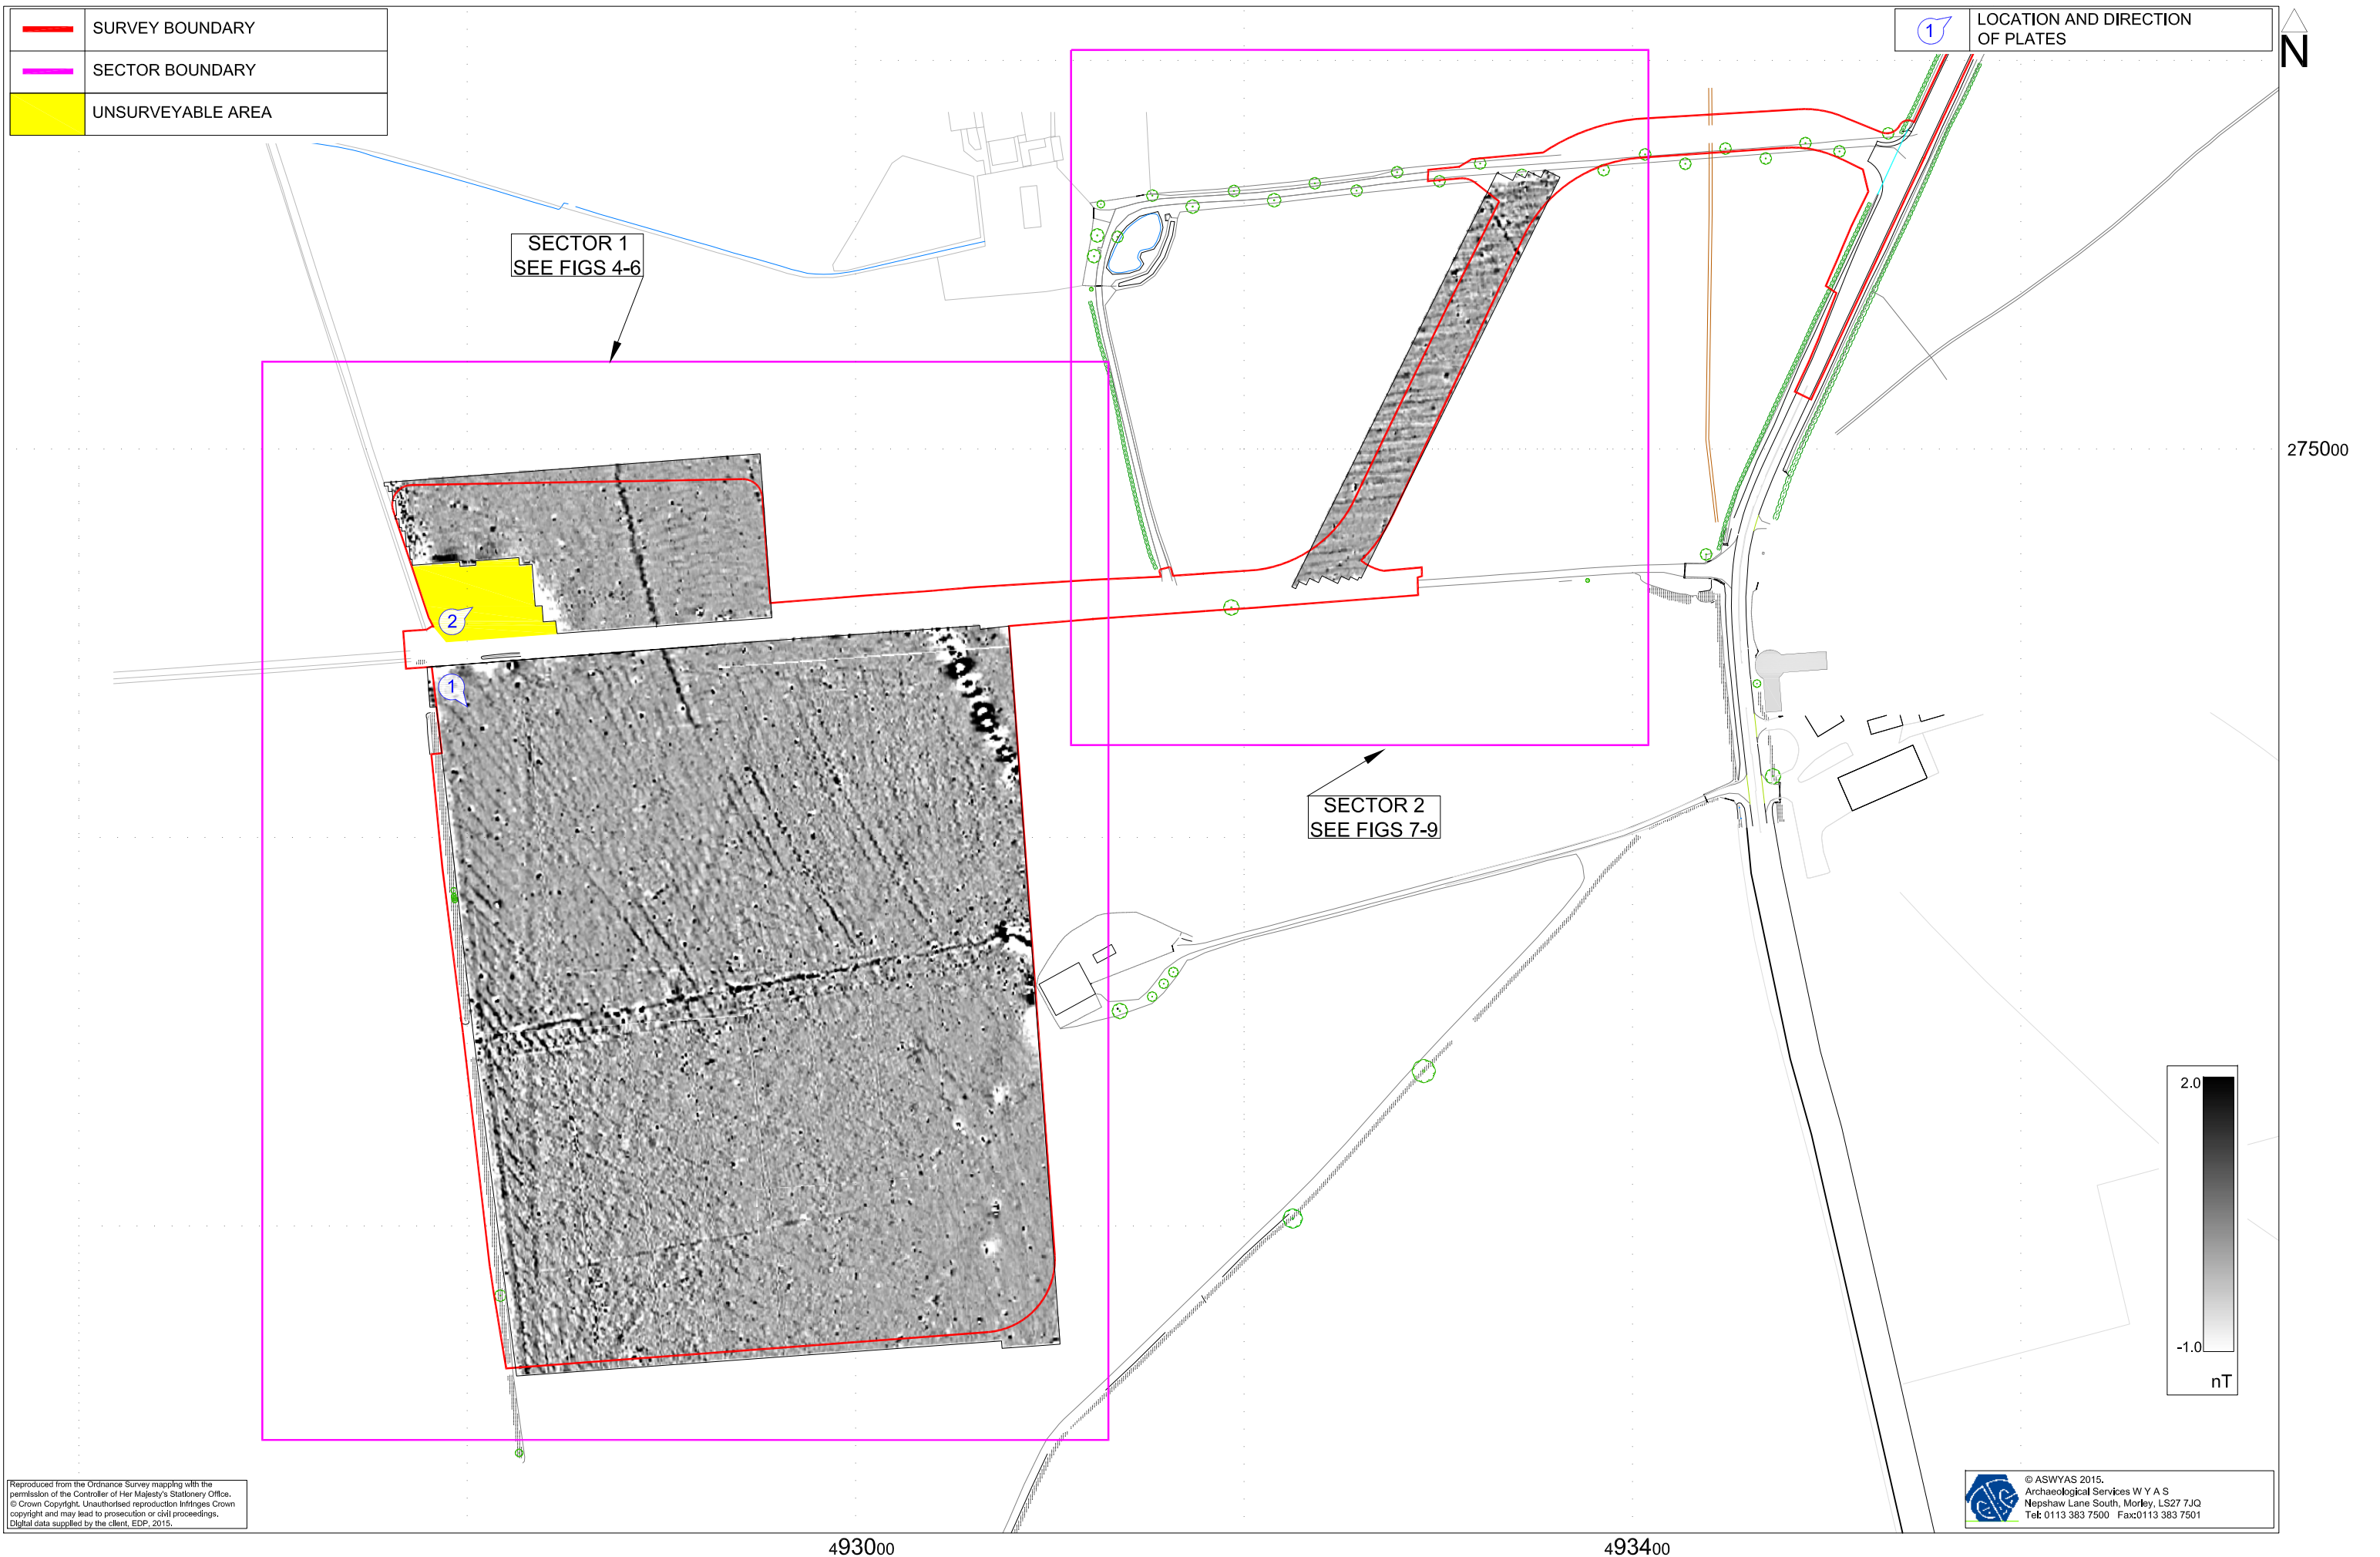 SURVEY BOUNDARY
SECTOR BOUNDARY
UNSURVEYABLE AREA
1
LOCATION AND DIRECTION
OF PLATES
N
SECTOR 1
SEE FIGS 4-6
275000
2
1
SECTOR 2
SEE FIGS 7-9
2.0
-1.0
nT
Reproduced from the Ordnance Survey mapping with the
permission of the Controller of Her Majesty's Stationery Office.
© Crown Copyright. Unauthorised reproduction infringes Crown
copyright and may lead to prosecution or civil proceedings.
Digital data supplied by the client, EDP, 2015.
© ASWYAS 2015.
Archaeological Services W Y A S
Nepshaw Lane South, Morley, LS27 7JQ
Tel: 0113 383 7500 Fax:0113 383 7501
493000
493400